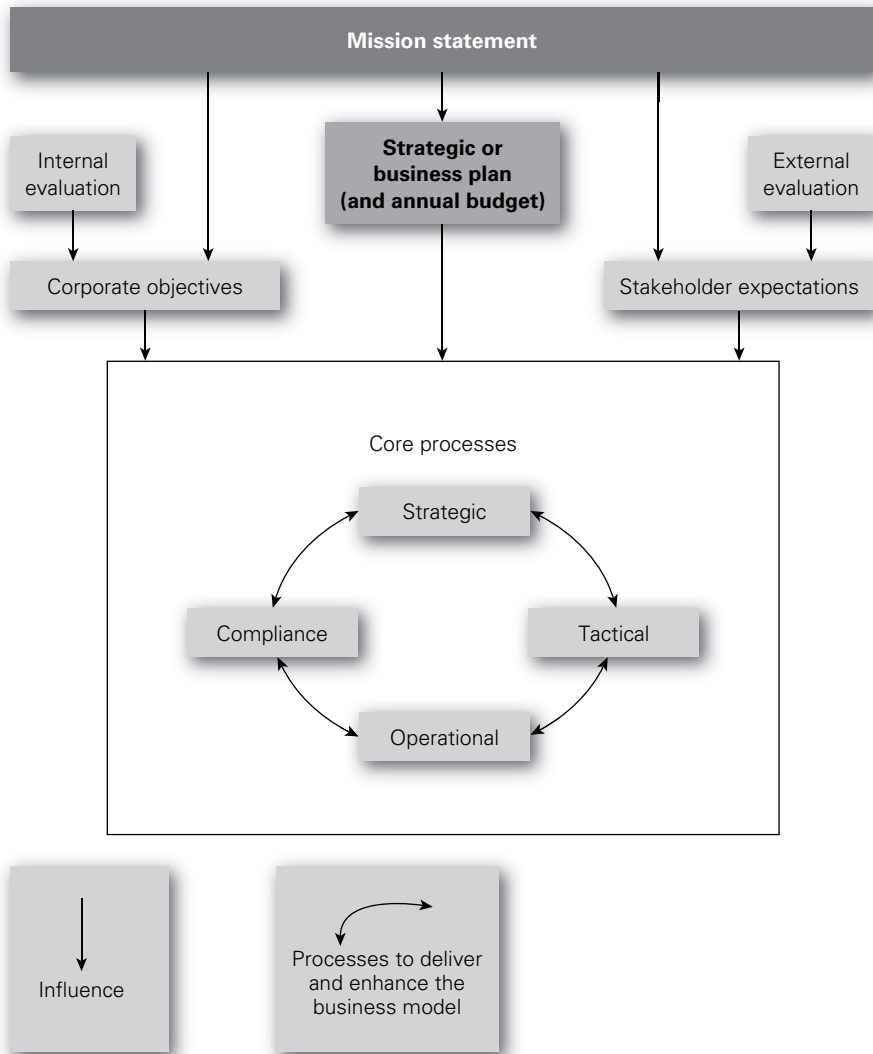 Mission statement
Internal
evaluation
Strategic or
business plan
(and annual budget)
External
evaluation
Corporate objectives
Stakeholder expectations
Core processes
Strategic
Compliance
Tactical
Operational
Influence
Processes to deliver
and enhance the
business model